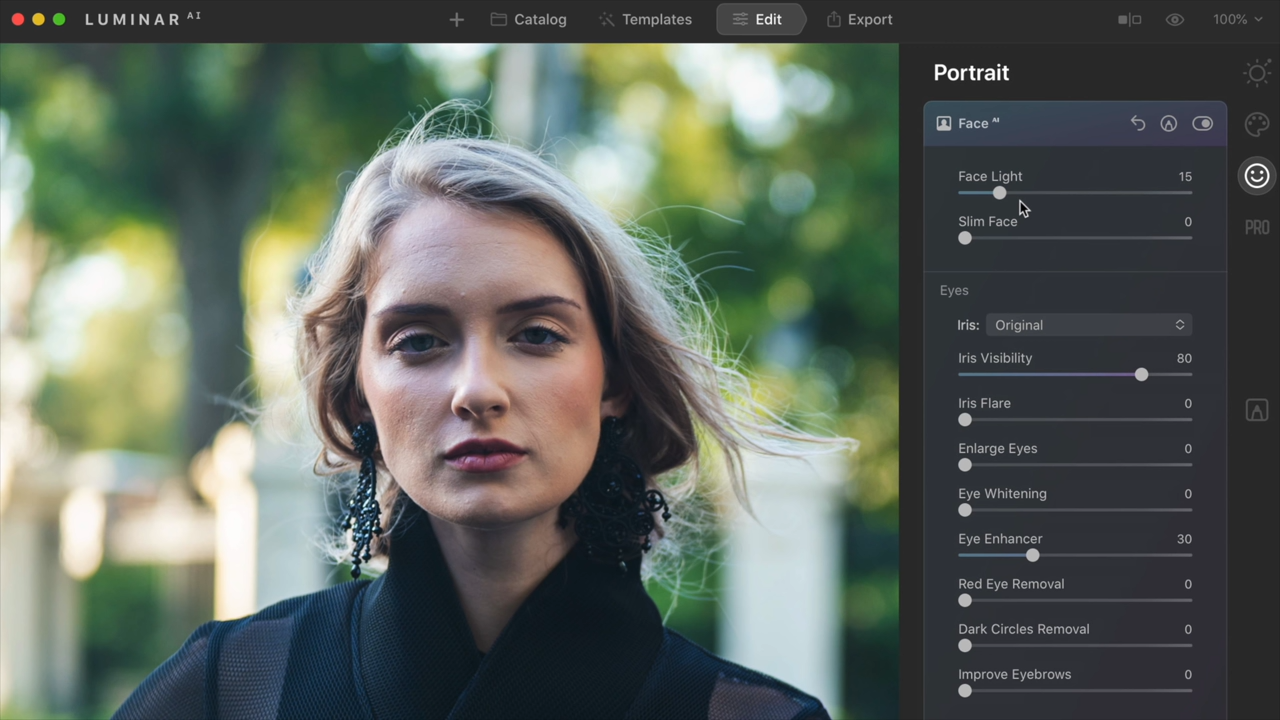 LUMINAR AI
Catalog
Templates
Edit
Export
100%
Portrait
Face AI
Face Light 15
Slim Face 0
Eyes
Iris: Original
Iris Visibility 80
Iris Flare 0
Enlarge Eyes 0
Eye Whitening 0
Eye Enhancer 30
Red Eye Removal 0
Dark Circles Removal 0
Improve Eyebrows 0
PRO